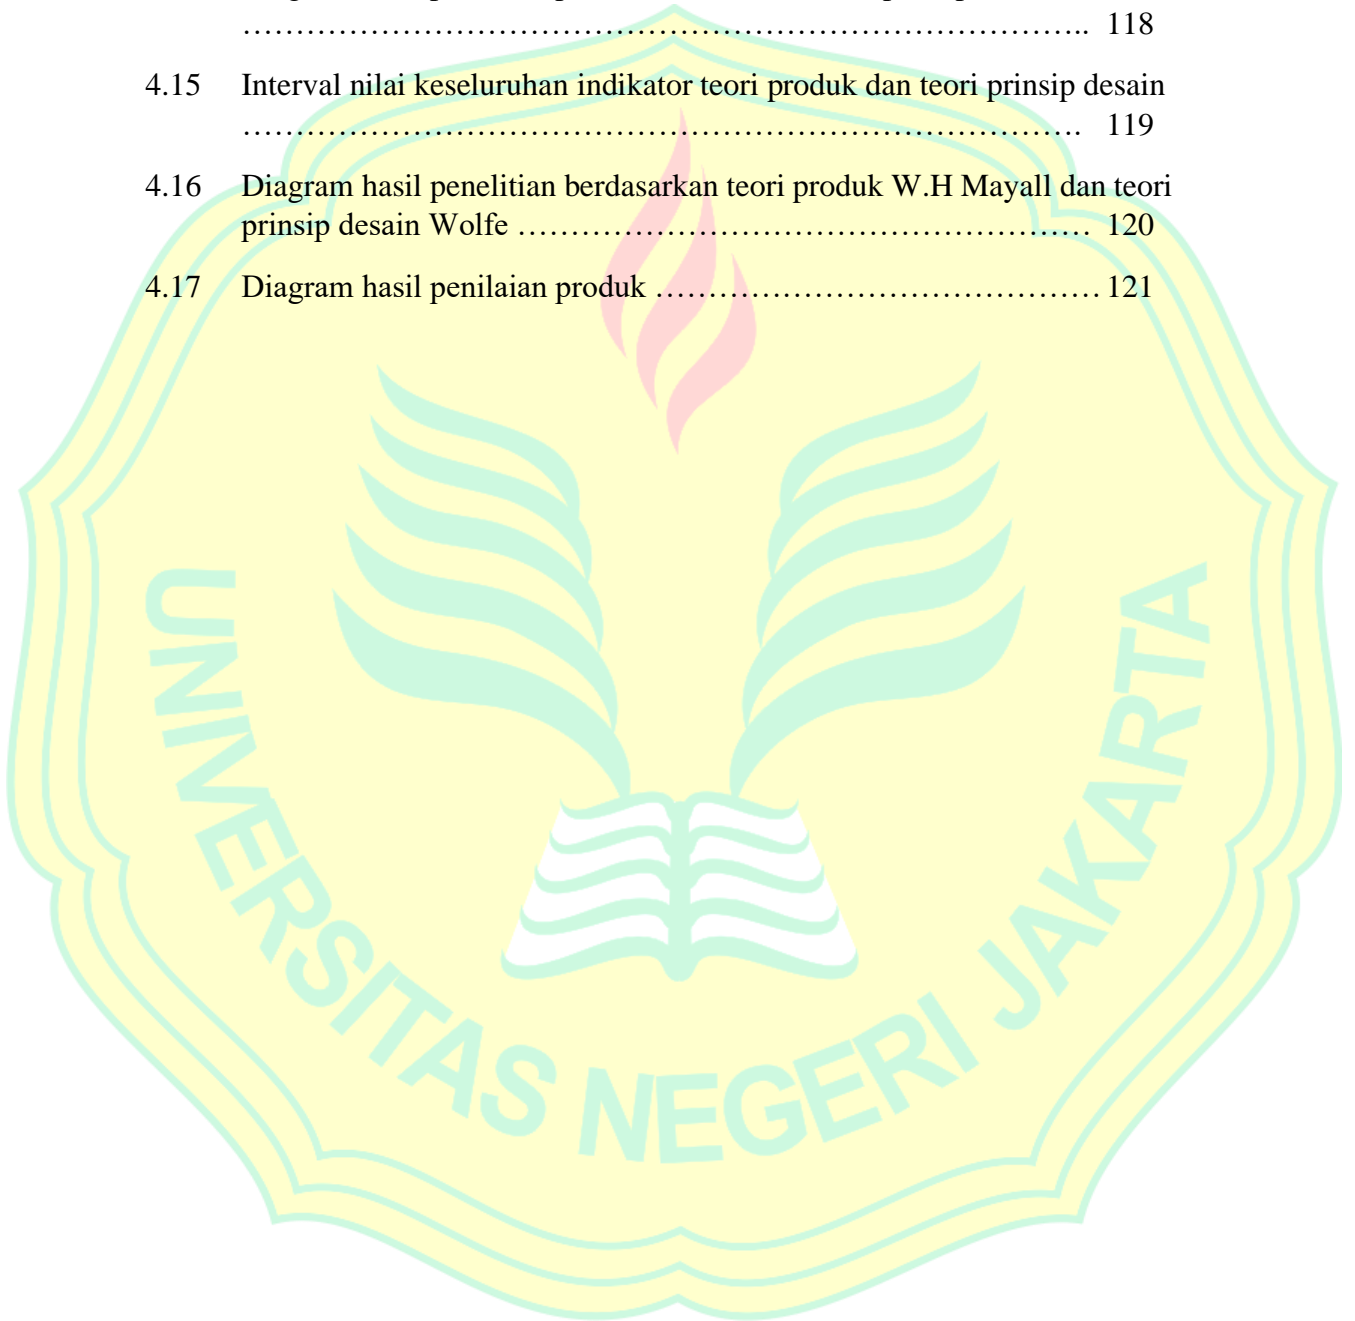 ……………………………………………………………………….. 118
4.15 Interval nilai keseluruhan indikator teori produk dan teori prinsip desain
………………………………………………………………………. 119
4.16 Diagram hasil penelitian berdasarkan teori produk W.H Mayall dan teori
prinsip desain Wolfe ……………………………………………… 120
4.17 Diagram hasil penilaian produk …………………………………… 121
UNIVERSITAS NEGERI JAKARTA